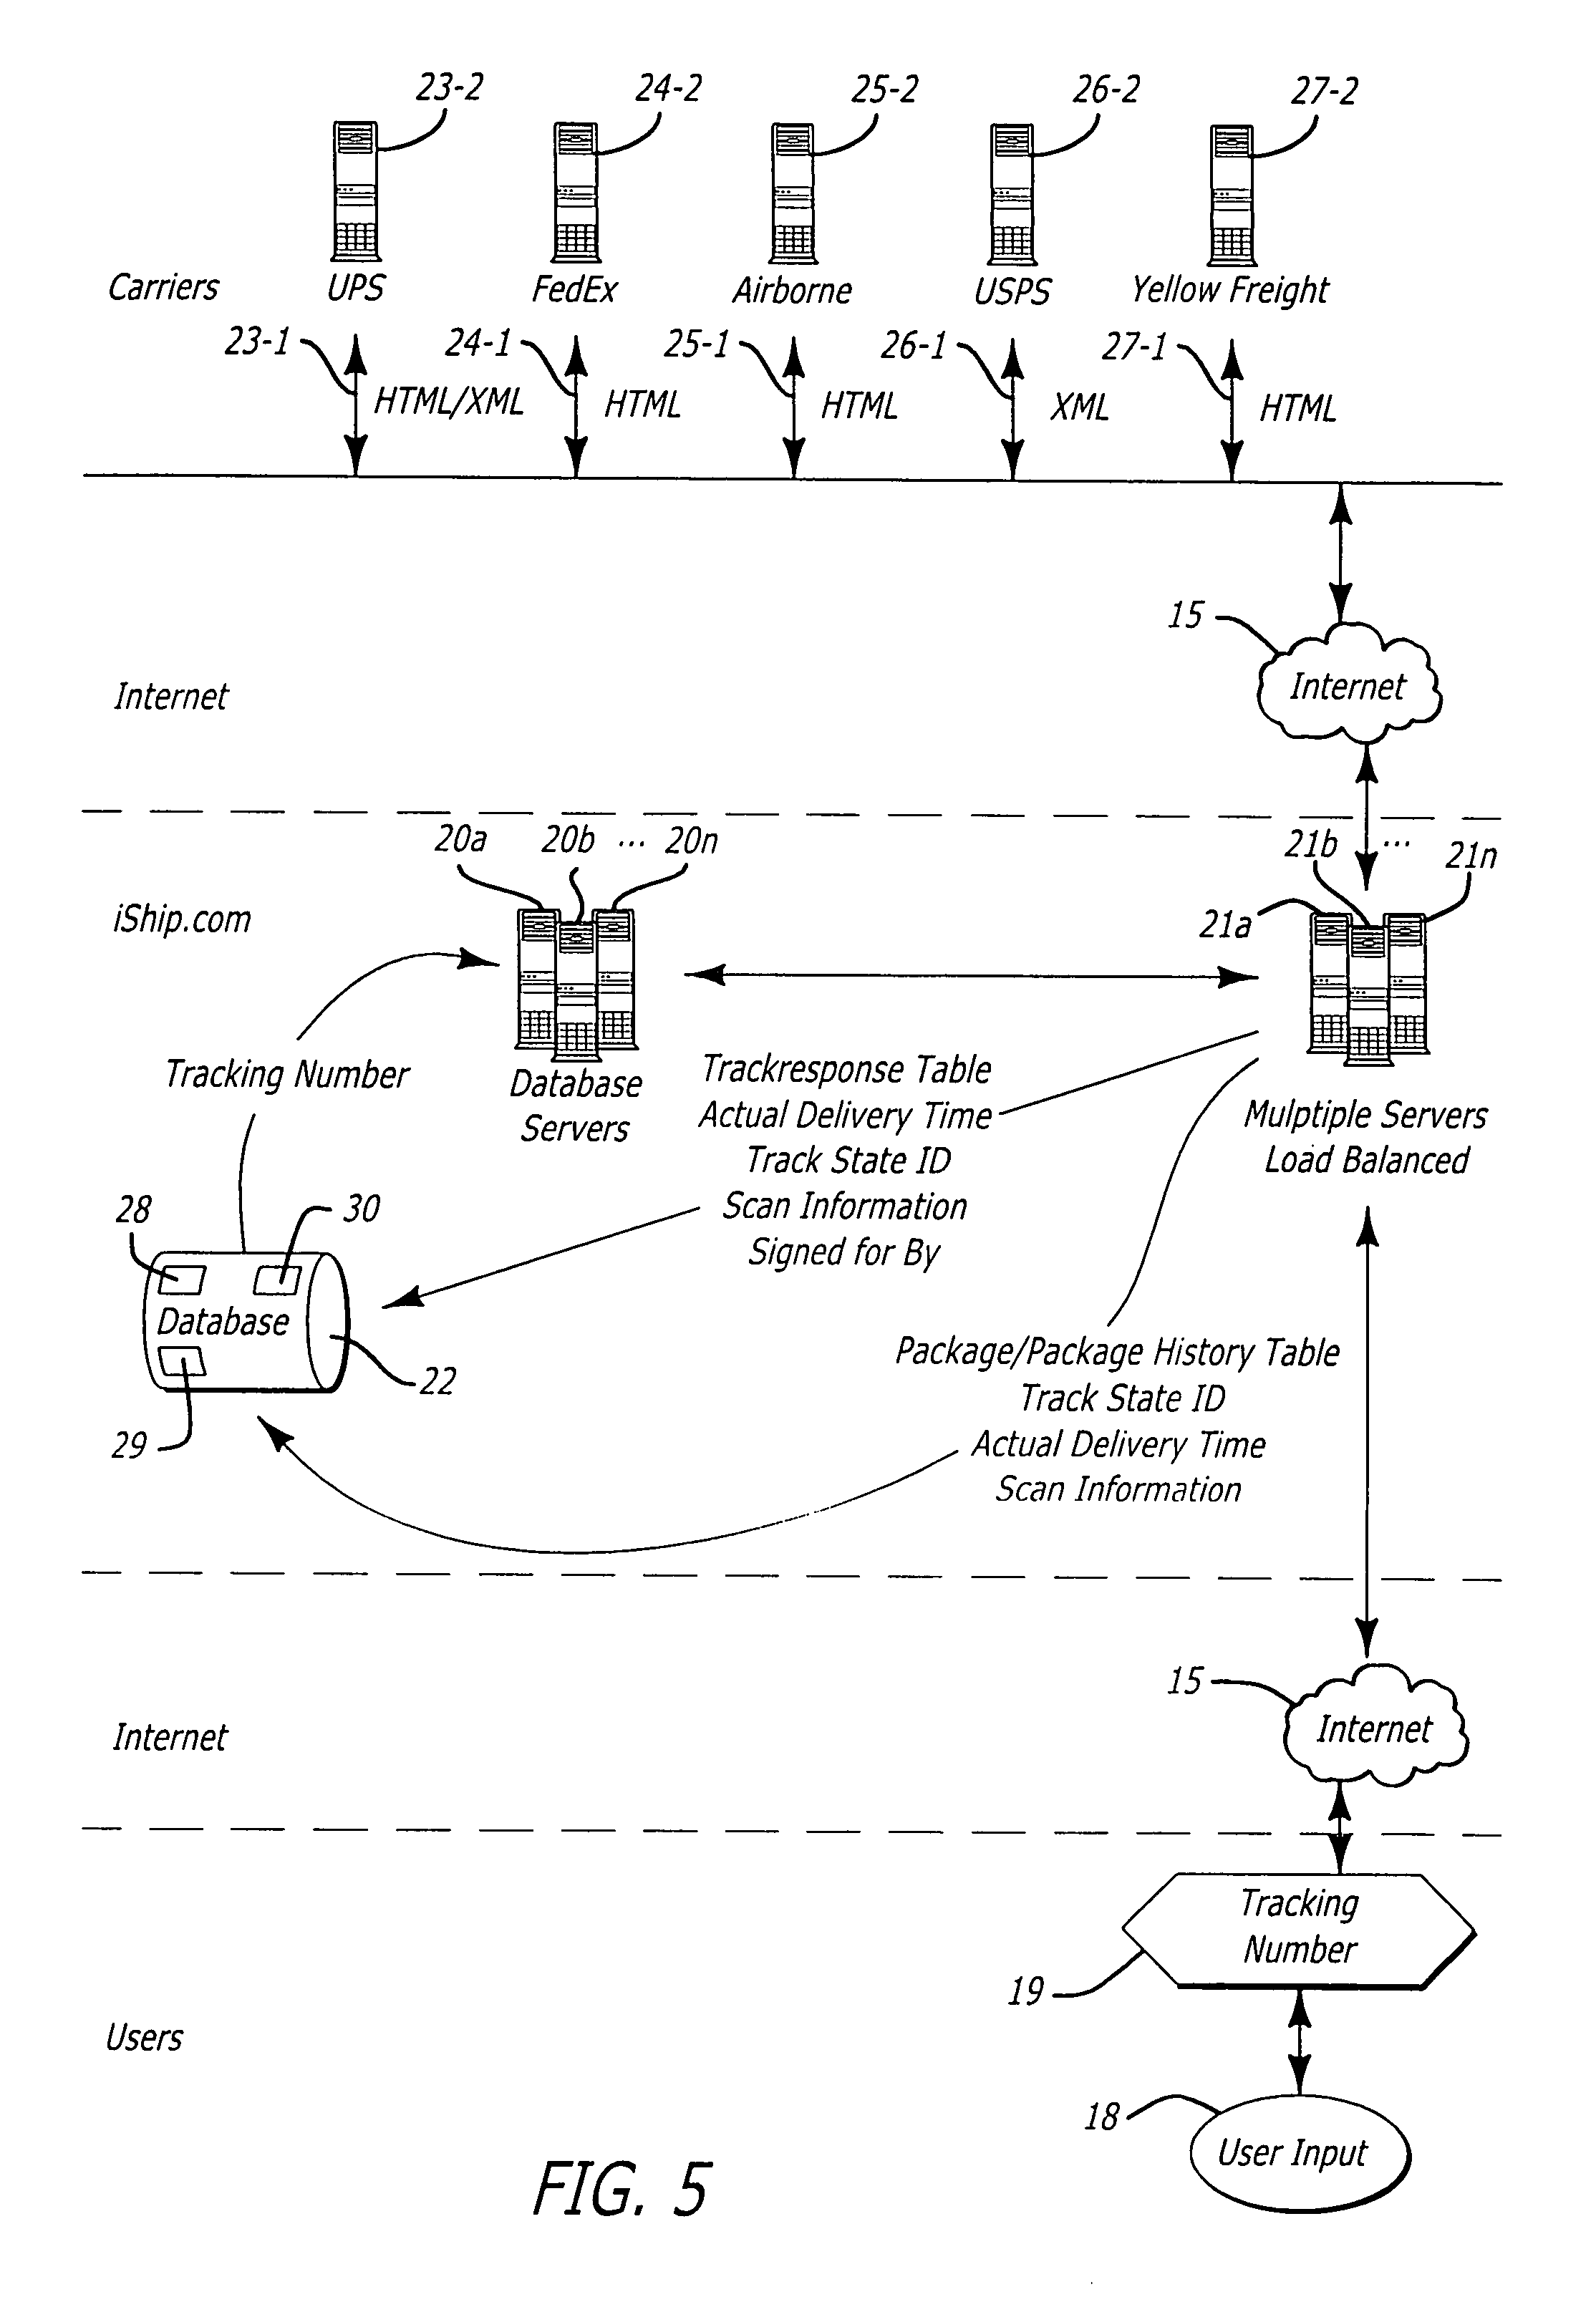 23-2 24-2 25-2 26-2 27-2
Carriers UPS FedEx Airborne USPS Yellow Freight
23-1 24-1 25-1 26-1 27-1
HTML/XML HTML HTML XML HTML
15
Internet Internet
20a 20b ... 20n 21b ... 21n
iShip.com 21a
Tracking Number
Database
Servers
Trackresponse Table
Actual Delivery Time
Track State ID
Scan Information
Signed for By
Mulptiple Servers
Load Balanced
28 30
Database
22
29
Package/Package History Table
Track State ID
Actual Delivery Time
Scan Information
15
Internet Internet
Tracking
Number
19
Users
18
User Input
FIG. 5